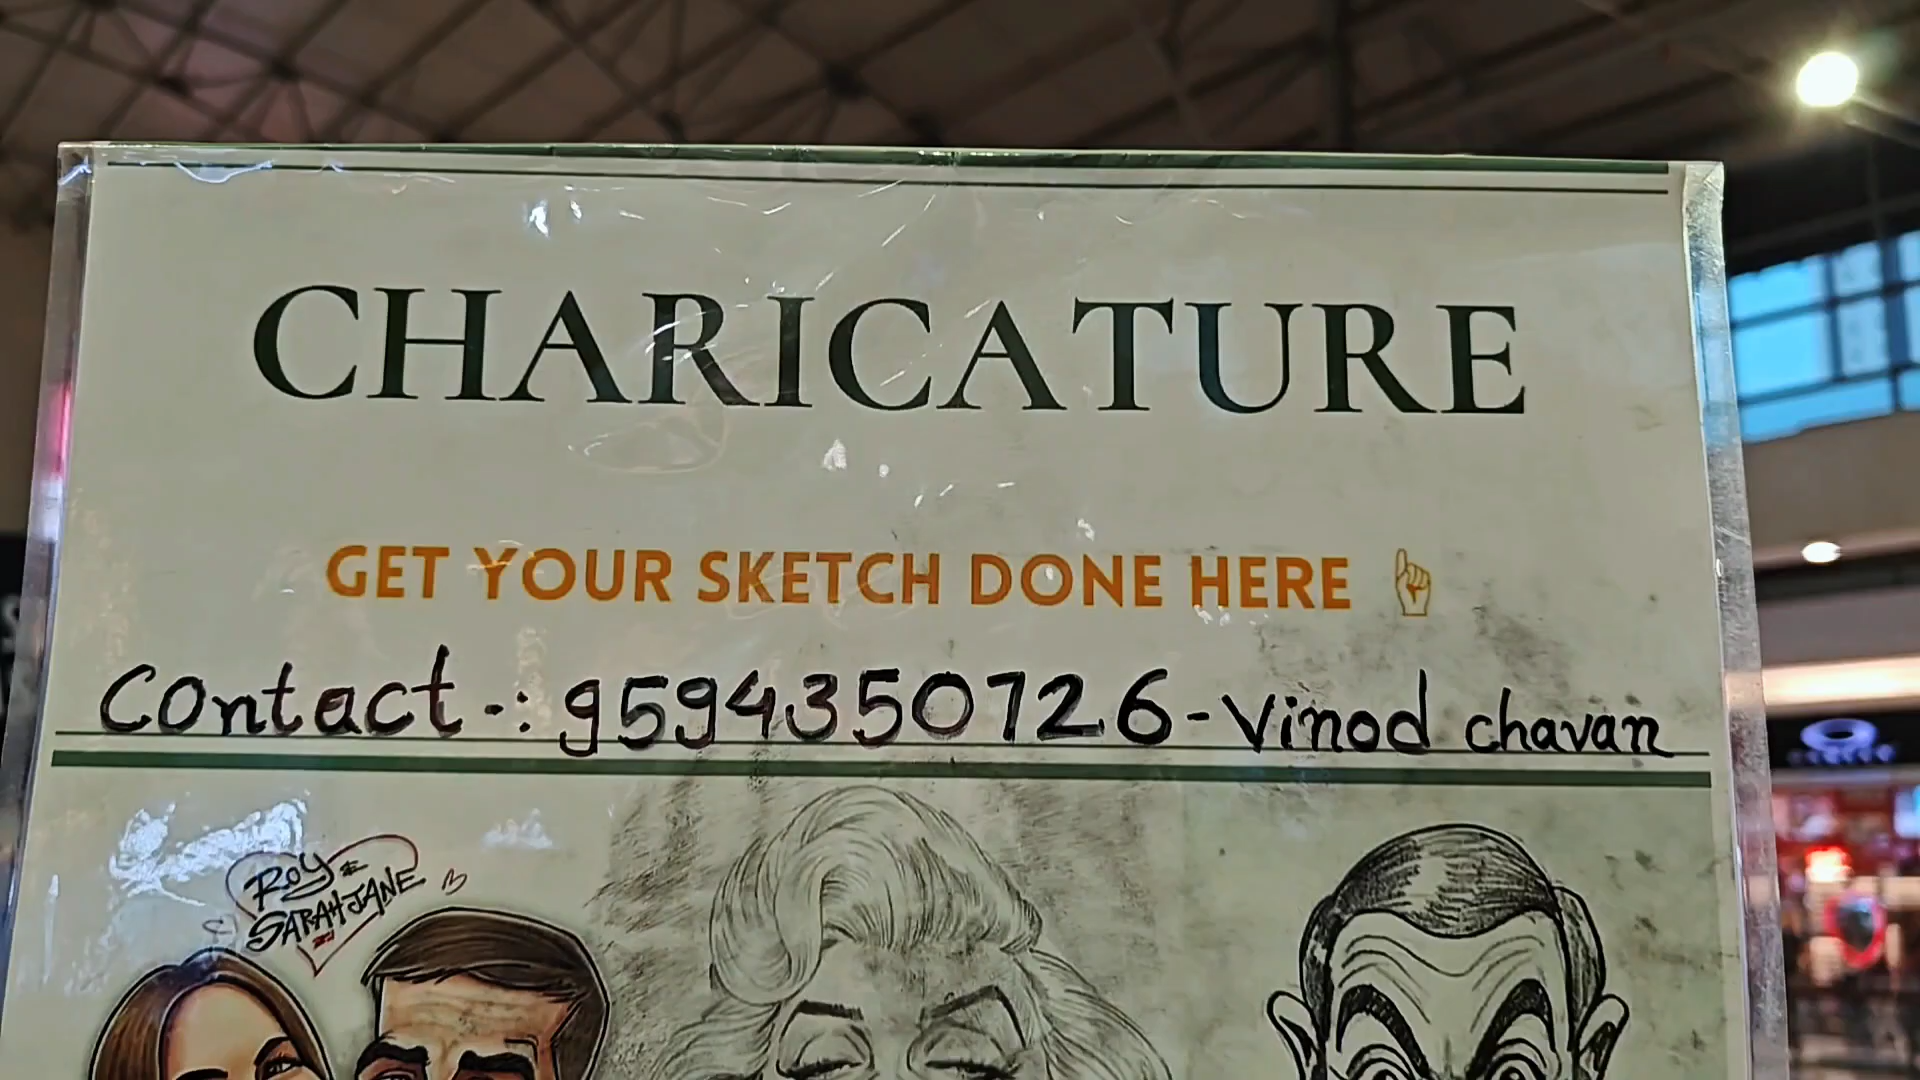 CHARICATURE
GET YOUR SKETCH DONE HERE
Contact -: 9594350726 - Vinod chavan
ROY &
SARAH JANE